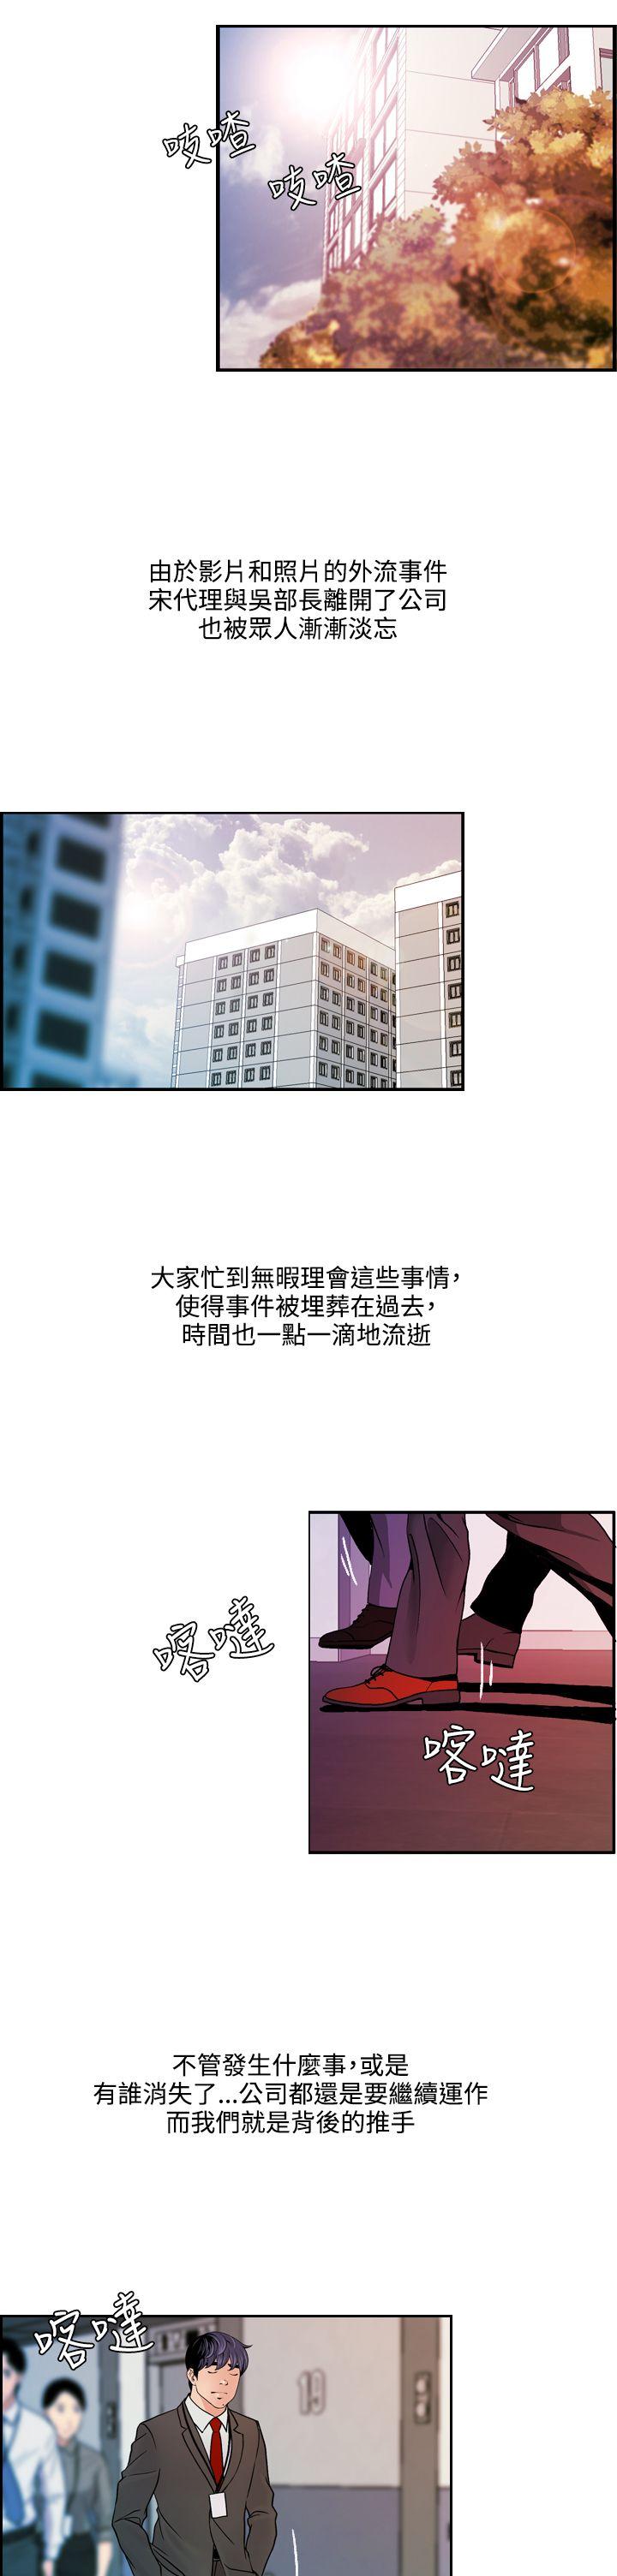 吱喳
吱喳
由於影片和照片的外流事件
宋代理與吳部長離開了公司
也被眾人漸漸淡忘
大家忙到無暇理會這些事情,
使得事件被埋葬在過去,
時間也一點一滴地流逝
喀噠
喀噠
不管發生什麼事,或是
有誰消失了...公司都還是要繼續運作
而我們就是背後的推手
喀噠
19